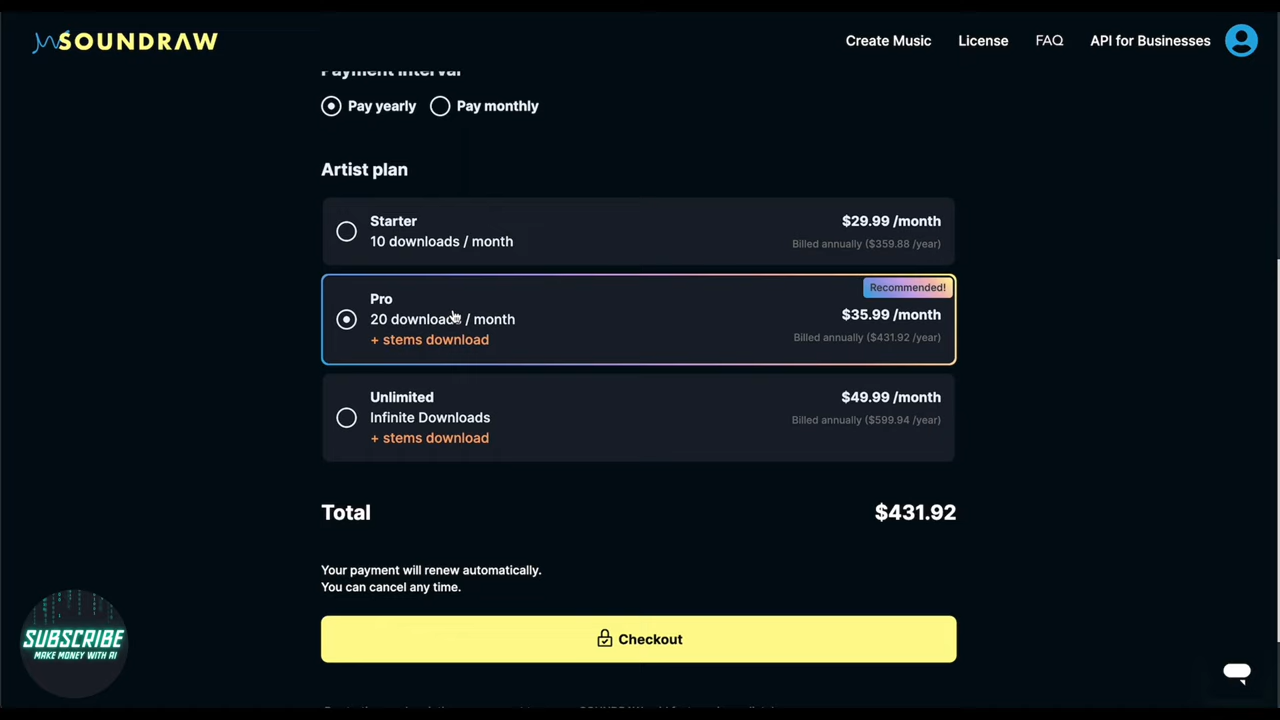 SOUNDRAW
Create Music
License
FAQ
API for Businesses
Payment interval
Pay yearly
Pay monthly
Artist plan
Starter
$29.99 /month
10 downloads / month
Billed annually ($359.88 /year)
Recommended!
Pro
$35.99 /month
20 downloads / month
Billed annually ($431.92 /year)
+ stems download
Unlimited
$49.99 /month
Infinite Downloads
Billed annually ($599.94 /year)
+ stems download
Total
$431.92
Your payment will renew automatically.
You can cancel any time.
Checkout
SUBSCRIBE
MAKE MONEY WITH AI